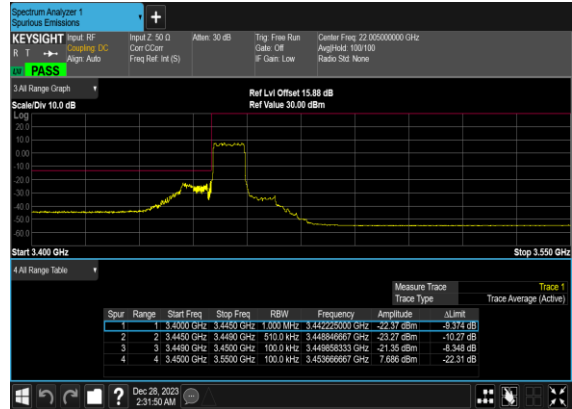 Spectrum Analyzer 1
Spurious Emissions
+
KEYSIGHT Input: RF Input Z: 50 Ω Atten: 30 dB Trig: Free Run Center Freq: 22.005000000 GHz
R T Coupling: DC Corr CCorr Gate: Off Avg|Hold: 100/100
Align: Auto Freq Ref: Int (S) IF Gain: Low Radio Std: None
PASS
3 All Range Graph
Ref Lvl Offset 15.88 dB
Scale/Div 10.0 dB Ref Value 30.00 dBm
Log
20.0
10.0
0.00
-10.0
-20.0
-30.0
-40.0
-50.0
-60.0
Start 3.400 GHz Stop 3.550 GHz
4 All Range Table
Measure Trace Trace 1
Trace Type Trace Average (Active)
Spur Range Start Freq Stop Freq RBW Frequency Amplitude ΔLimit
1 1 3.4000 GHz 3.4450 GHz 1.000 MHz 3.442225000 GHz -22.37 dBm -9.374 dB
2 2 3.4450 GHz 3.4490 GHz 510.0 kHz 3.448846667 GHz -23.27 dBm -10.27 dB
3 3 3.4490 GHz 3.4500 GHz 100.0 kHz 3.449858333 GHz -21.35 dBm -8.348 dB
4 4 3.4500 GHz 3.5500 GHz 100.0 kHz 3.453666667 GHz 7.686 dBm -22.31 dB
? Dec 28, 2023
2:31:50 AM